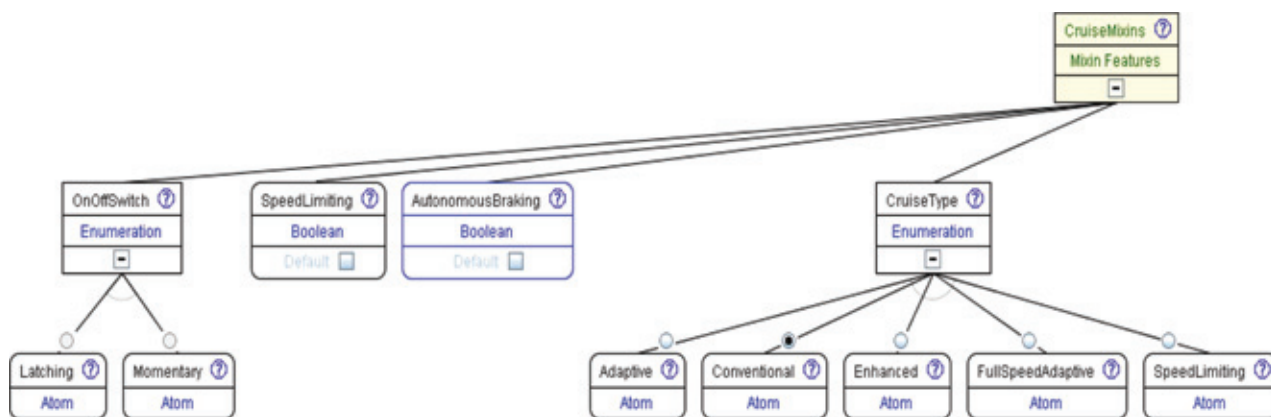 CruiseMixins ?
Mixin Features
OnOffSwitch ?
Enumeration
SpeedLimiting ?
Boolean
Default
AutonomousBraking ?
Boolean
Default
CruiseType ?
Enumeration
Latching ?
Atom
Momentary ?
Atom
Adaptive ?
Atom
Conventional ?
Atom
Enhanced ?
Atom
FullSpeedAdaptive ?
Atom
SpeedLimiting ?
Atom